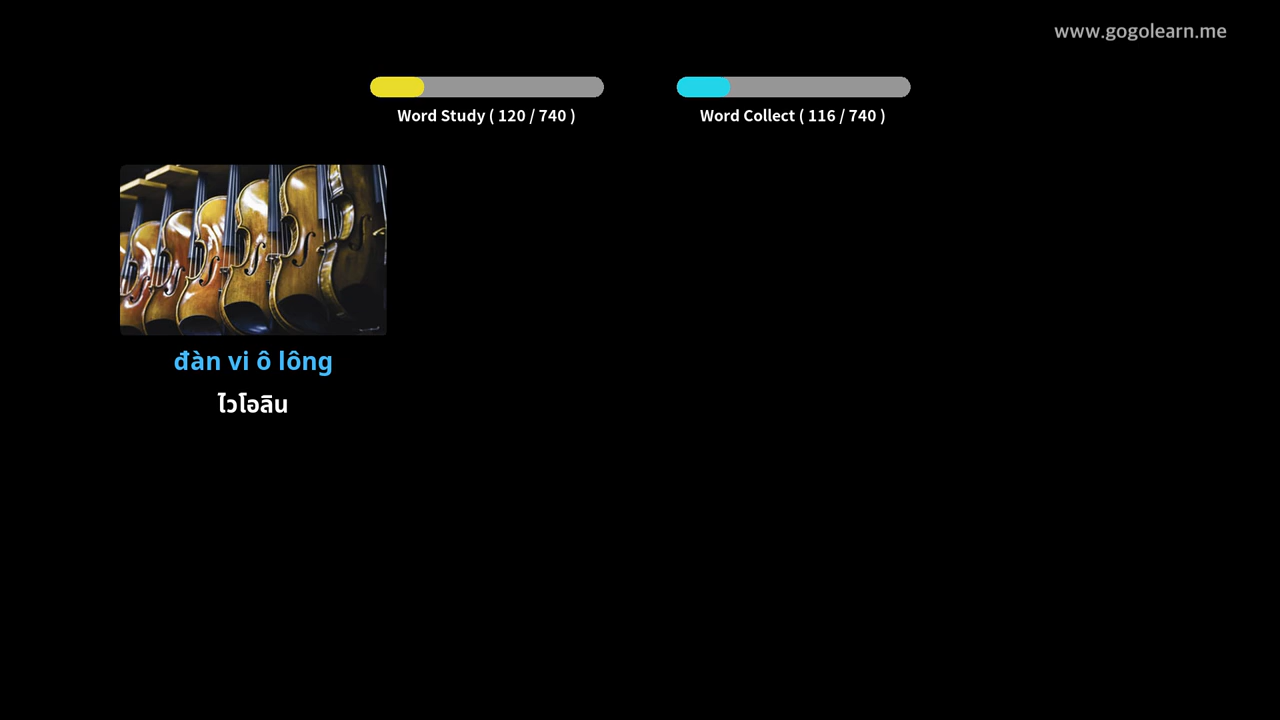 www.gogolearn.me
Word Study ( 120 / 740 )
Word Collect ( 116 / 740 )
đàn vi ô lông
ไวโอลิน